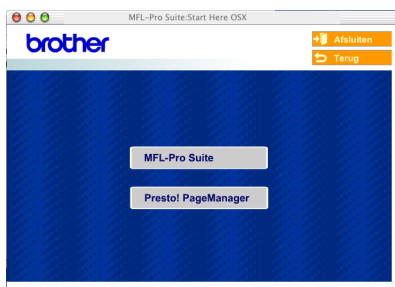 MFL-Pro Suite:Start Here OSX
brother
Afsluiten
Terug
MFL-Pro Suite
Presto! PageManager